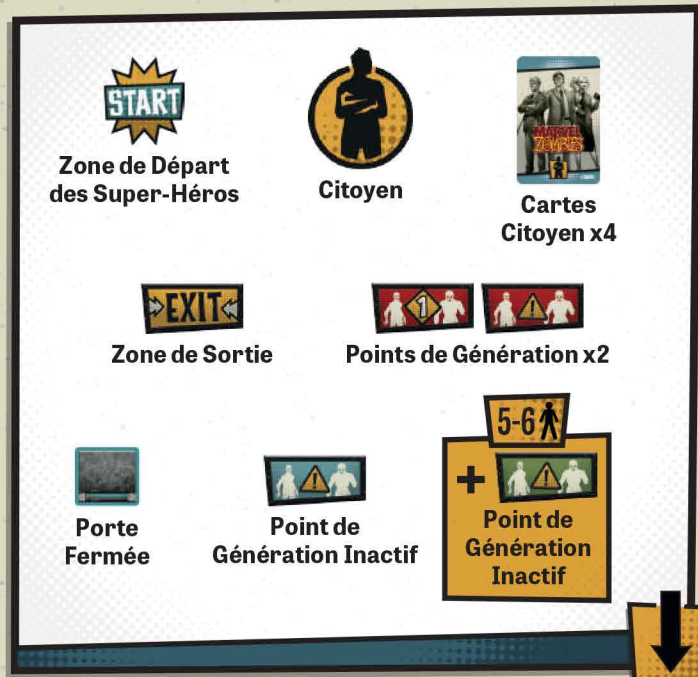 START
Zone de Départ
des Super-Héros
Citoyen
MARVEL
ZOMBIES
Cartes
Citoyen x4
EXIT
Zone de Sortie
1
Points de Génération x2
Porte
Fermée
Point de
Génération Inactif
5-6
+
Point de
Génération
Inactif